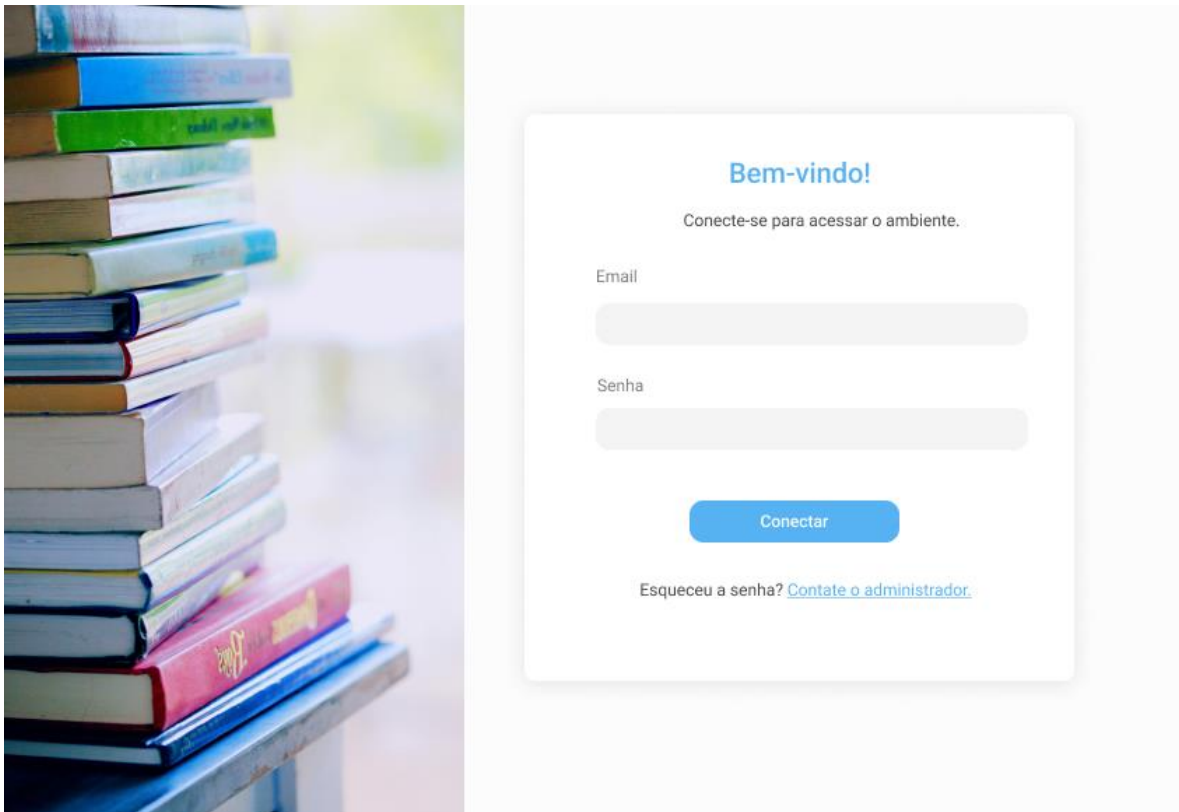 Bem-vindo!
Conecte-se para acessar o ambiente.
Email
Senha
Conectar
Esqueceu a senha? Contate o administrador.